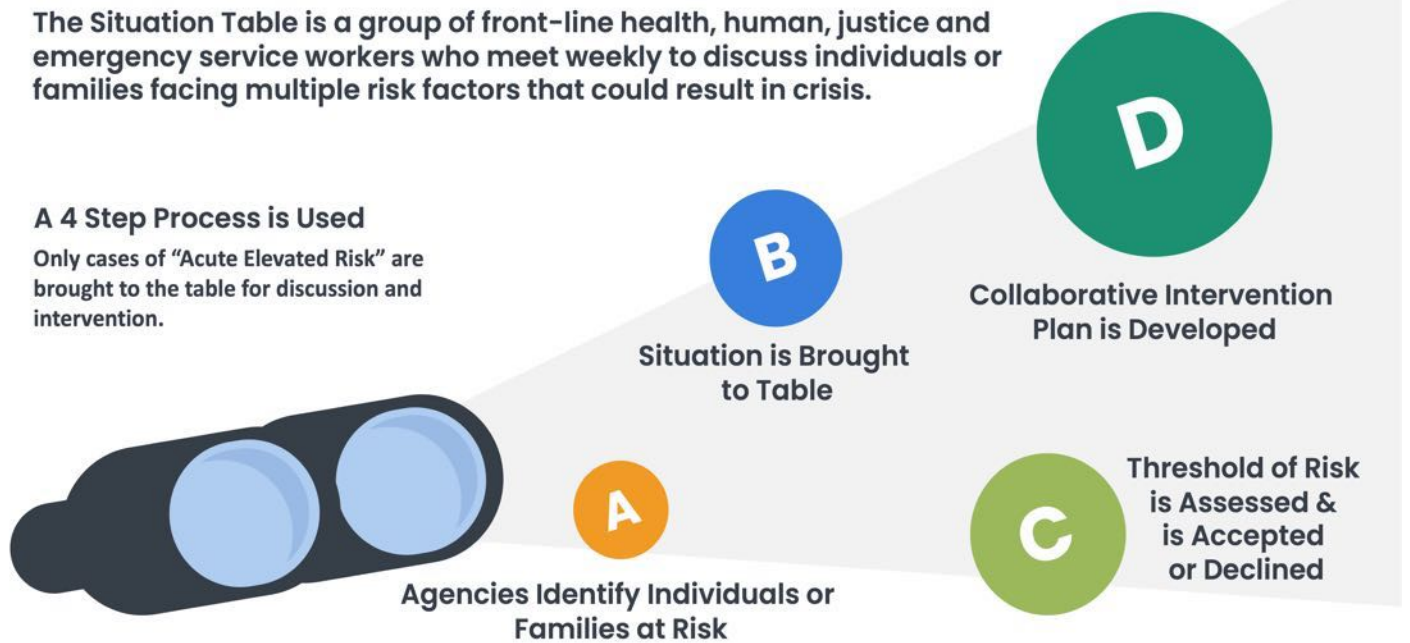 The Situation Table is a group of front-line health, human, justice and
emergency service workers who meet weekly to discuss individuals or
families facing multiple risk factors that could result in crisis.
A 4 Step Process is Used
Only cases of “Acute Elevated Risk” are
brought to the table for discussion and
intervention.
A
Agencies Identify Individuals or
Families at Risk
B
Situation is Brought
to Table
C
Threshold of Risk
is Assessed &
is Accepted
or Declined
D
Collaborative Intervention
Plan is Developed